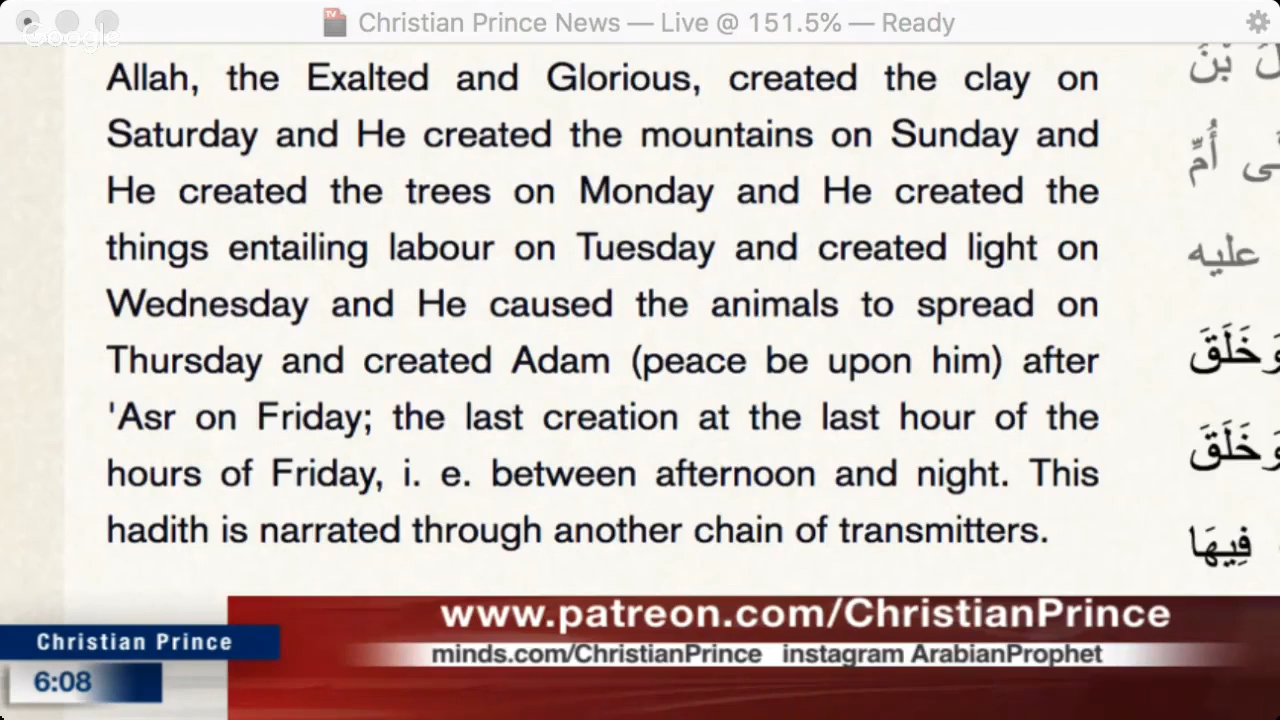 Christian Prince News — Live @ 151.5% — Ready
Google
Allah, the Exalted and Glorious, created the clay on
Saturday and He created the mountains on Sunday and
He created the trees on Monday and He created the
things entailing labour on Tuesday and created light on
Wednesday and He caused the animals to spread on
Thursday and created Adam (peace be upon him) after
'Asr on Friday; the last creation at the last hour of the
hours of Friday, i. e. between afternoon and night. This
hadith is narrated through another chain of transmitters.
بْنَ
أُمِّ
عليه
وَخَلَقَ
وَخَلَقَ
فِيهَا
www.patreon.com/ChristianPrince
Christian Prince
minds.com/ChristianPrince instagram ArabianProphet
6:08